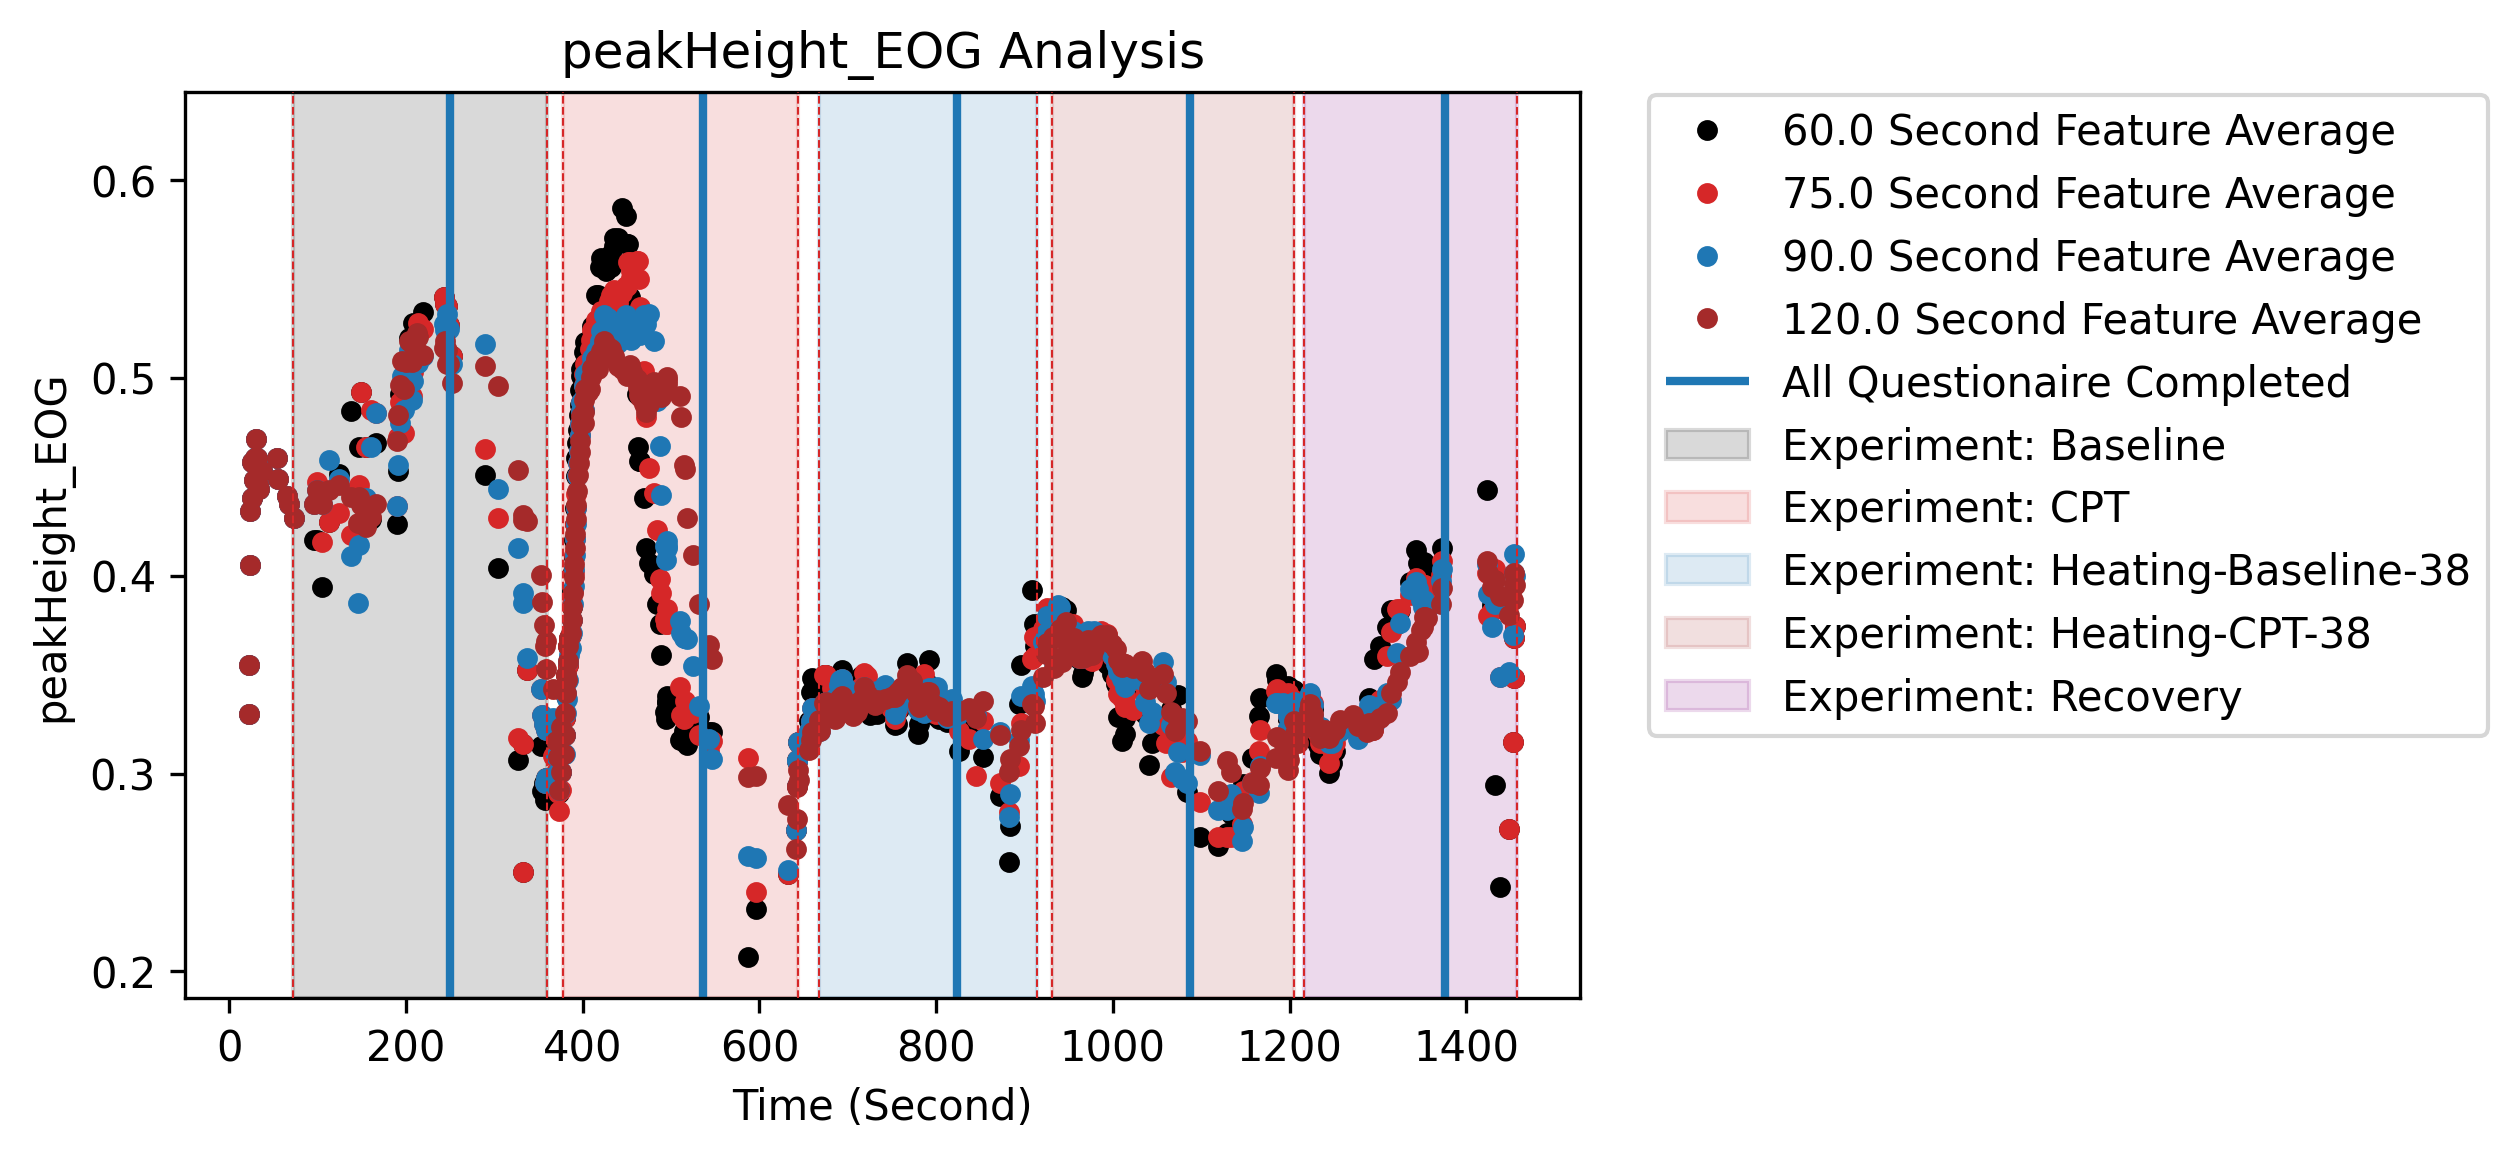 peakHeight_EOG Analysis
peakHeight_EOG
0.6
0.5
0.4
0.3
0.2
0 200 400 600 800 1000 1200 1400
Time (Second)
60.0 Second Feature Average
75.0 Second Feature Average
90.0 Second Feature Average
120.0 Second Feature Average
All Questionaire Completed
Experiment: Baseline
Experiment: CPT
Experiment: Heating-Baseline-38
Experiment: Heating-CPT-38
Experiment: Recovery